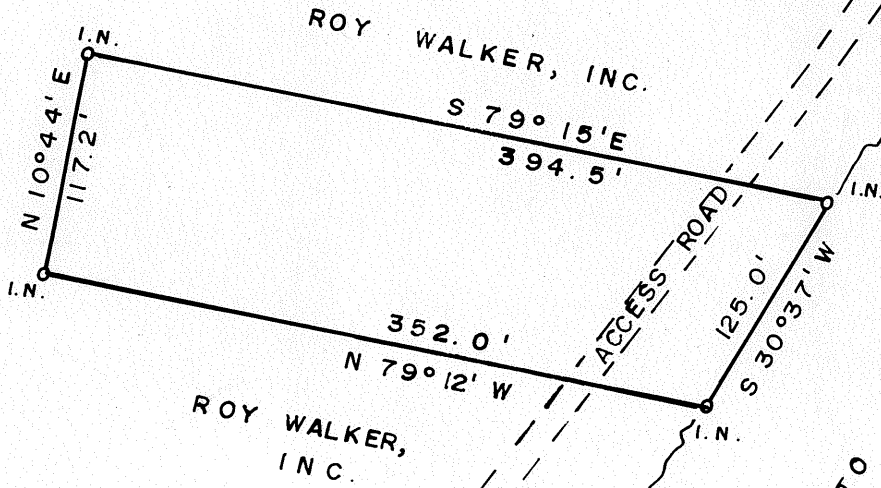 ROY WALKER, INC.
I.N.
S 79° 15' E
394.5'
N 10° 44' E
117.2'
I.N.
ACCESS ROAD
125.0'
S 30° 37' W
I.N.
352.0'
N 79° 12' W
I.N.
ROY WALKER,
INC.
TO